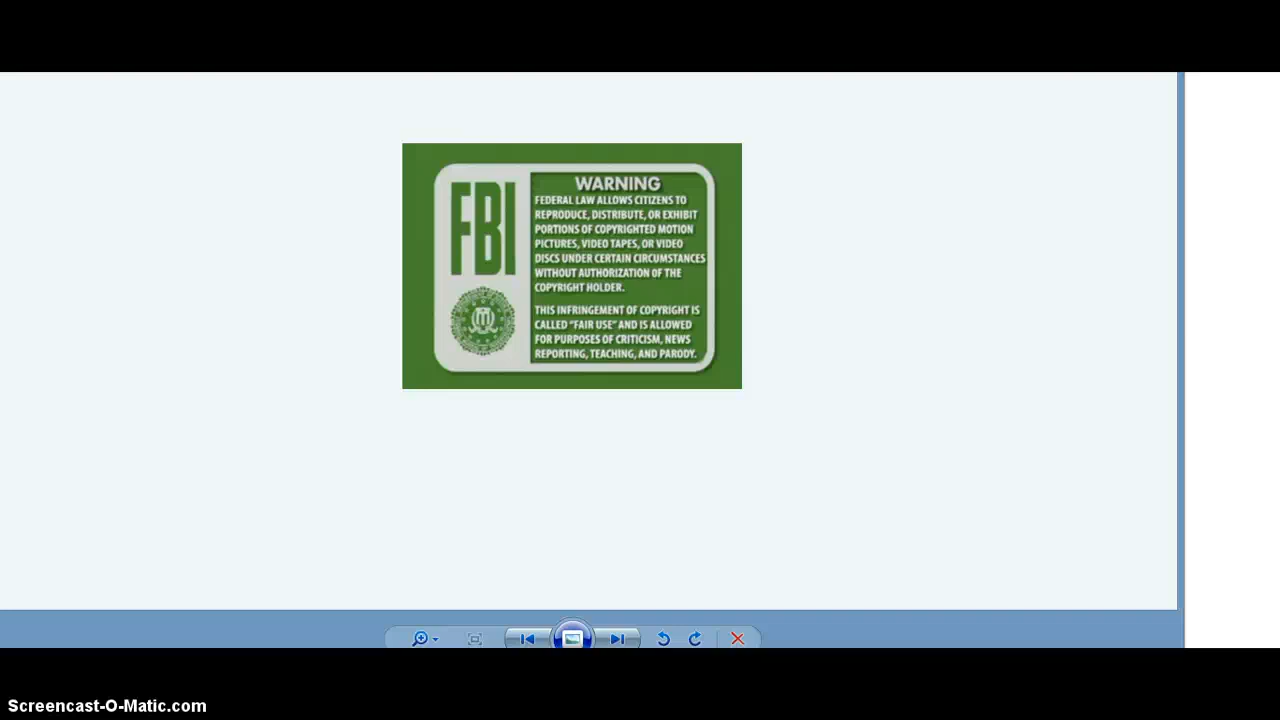 FBI
WARNING
FEDERAL LAW ALLOWS CITIZENS TO
REPRODUCE, DISTRIBUTE, OR EXHIBIT
PORTIONS OF COPYRIGHTED MOTION
PICTURES, VIDEO TAPES, OR VIDEO
DISCS UNDER CERTAIN CIRCUMSTANCES
WITHOUT AUTHORIZATION OF THE
COPYRIGHT HOLDER.
THIS INFRINGEMENT OF COPYRIGHT IS
CALLED "FAIR USE" AND IS ALLOWED
FOR PURPOSES OF CRITICISM, NEWS
REPORTING, TEACHING, AND PARODY.
Screencast-O-Matic.com